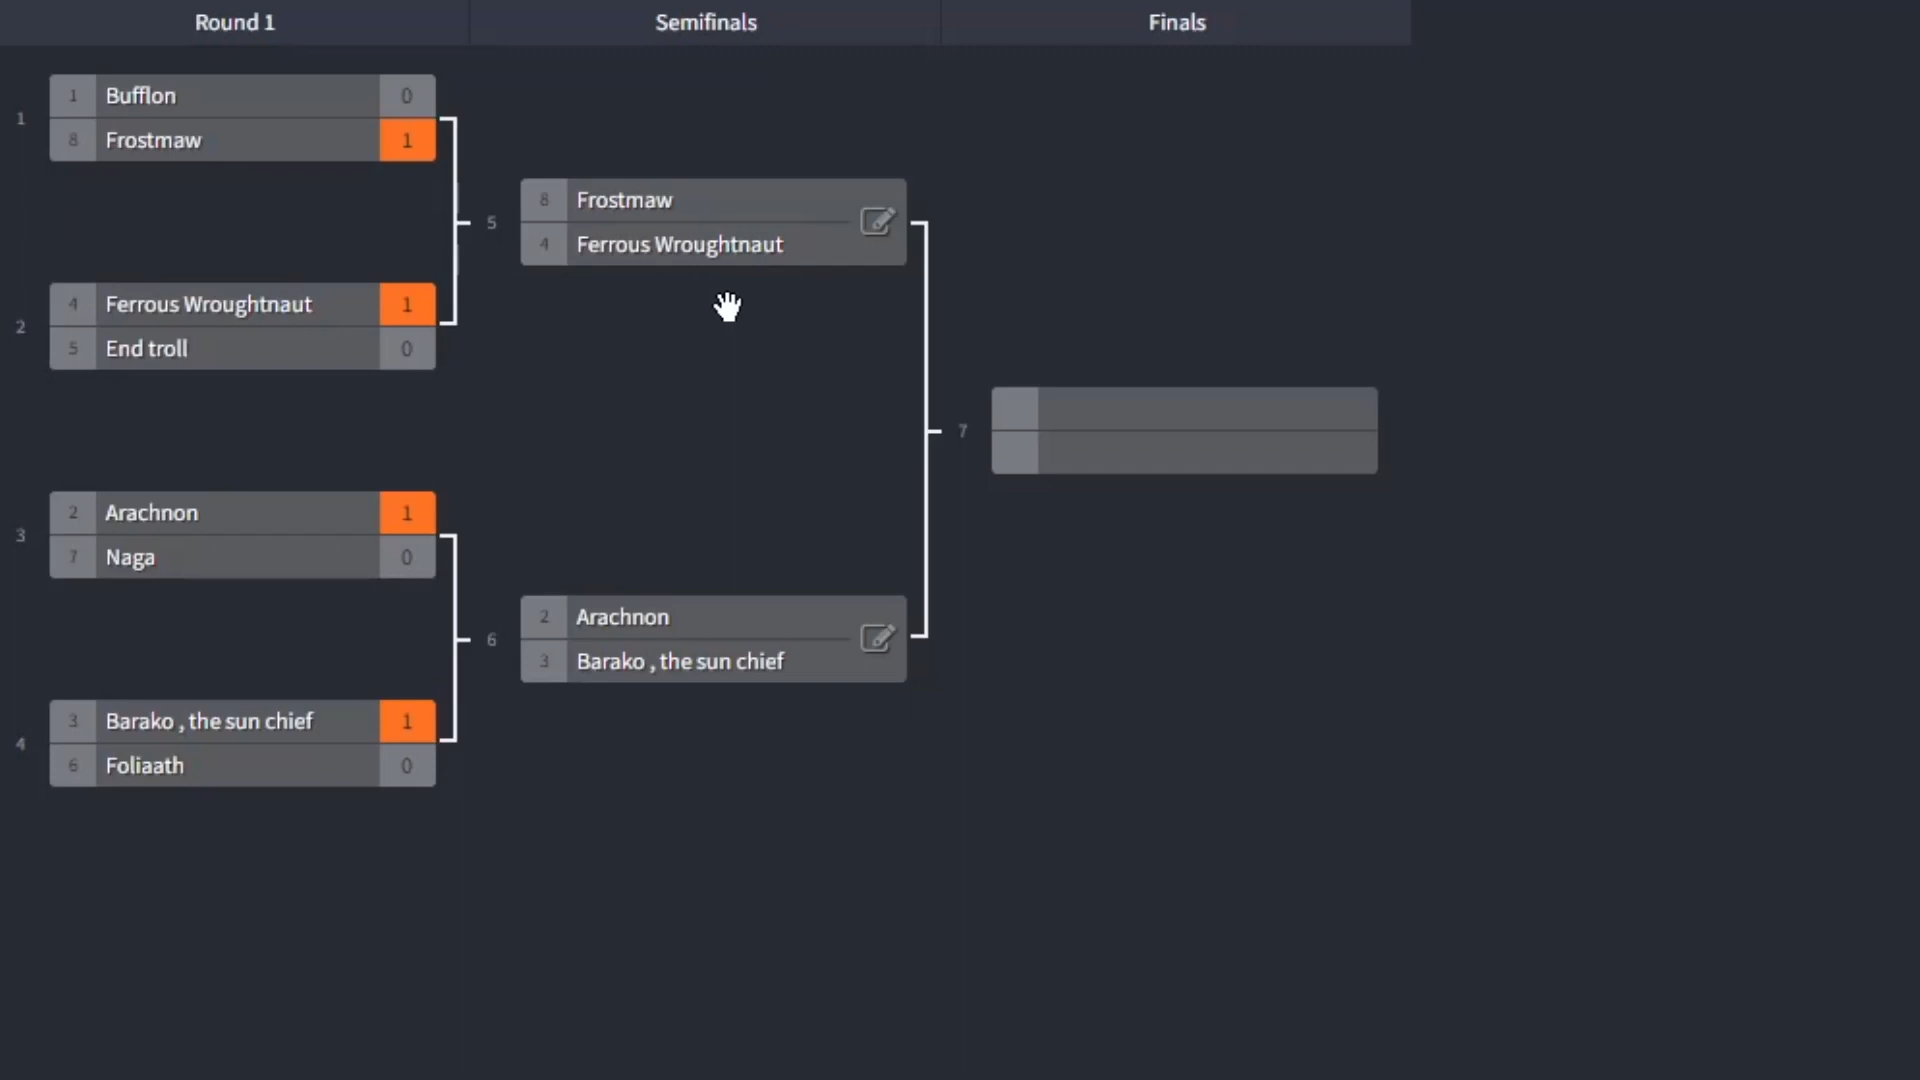 Round 1
Semifinals
Finals
1
1 Bufflon 0
8 Frostmaw 1
2
4 Ferrous Wroughtnaut 1
5 End troll 0
3
2 Arachnon 1
7 Naga 0
4
3 Barako , the sun chief 1
6 Foliaath 0
5
8 Frostmaw
4 Ferrous Wroughtnaut
6
2 Arachnon
3 Barako , the sun chief
7